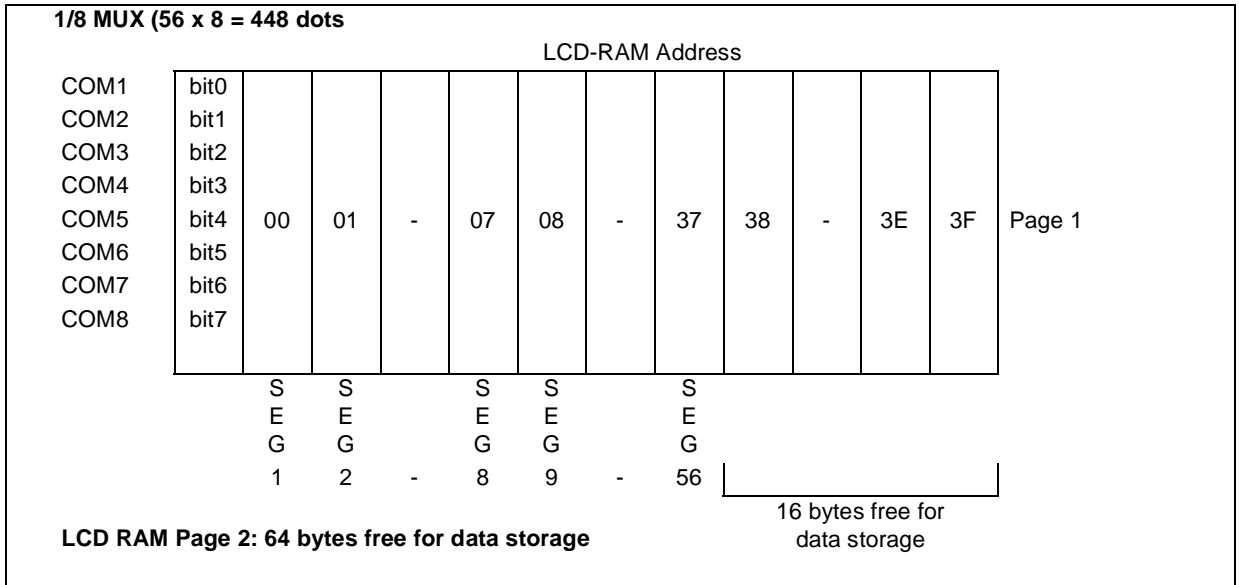 1/8 MUX (56 x 8 = 448 dots
LCD-RAM Address
COM1 bit0
COM2 bit1
COM3 bit2
COM4 bit3
COM5 bit4 00 01 - 07 08 - 37 38 - 3E 3F Page 1
COM6 bit5
COM7 bit6
COM8 bit7
S S S S S
E E E E E
G G G G G
1 2 - 8 9 - 56
16 bytes free for
LCD RAM Page 2: 64 bytes free for data storage data storage